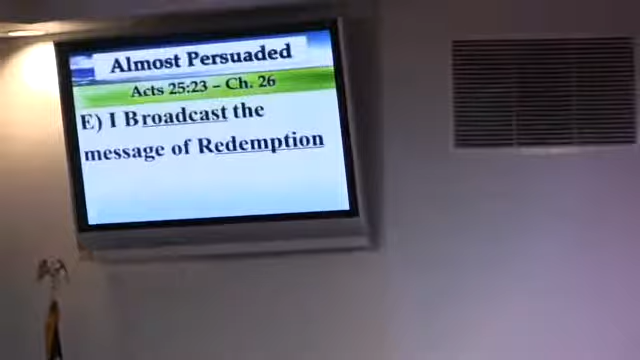 Almost Persuaded
Acts 25:23 – Ch. 26
E) I Broadcast the
message of Redemption